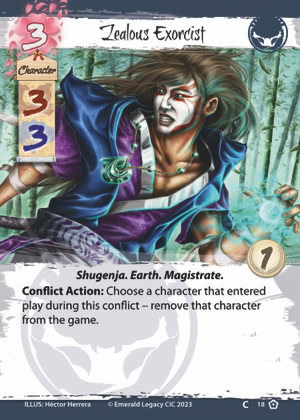 3
Zealous Exorcist
Character
3
3
1
Shugenja. Earth. Magistrate.
Conflict Action: Choose a character that entered
play during this conflict – remove that character
from the game.
ILLUS: Héctor Herrera
© Emerald Legacy CIC 2023
C
18